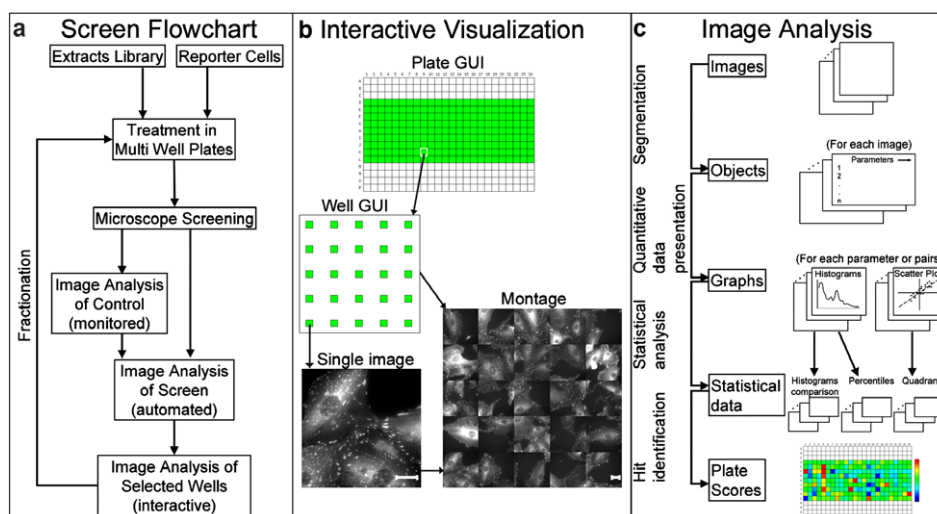 a Screen Flowchart
Extracts Library
Reporter Cells
Treatment in
Multi Well Plates
Microscope Screening
Fractionation
Image Analysis
of Control
(monitored)
Image Analysis
of Screen
(automated)
Image Analysis of
Selected Wells
(interactive)
b Interactive Visualization
Plate GUI
Well GUI
Montage
Single image
c Image Analysis
Segmentation
Images
(For each image)
Parameters
1
2
m
Objects
Quantitative
data
presentation
(For each parameter or pairs)
Histograms
Scatter Plo
Graphs
Statistical
analysis
Histograms
comparison
Percentiles
Quadran
Statistical
data
Hit
identification
Plate
Scores